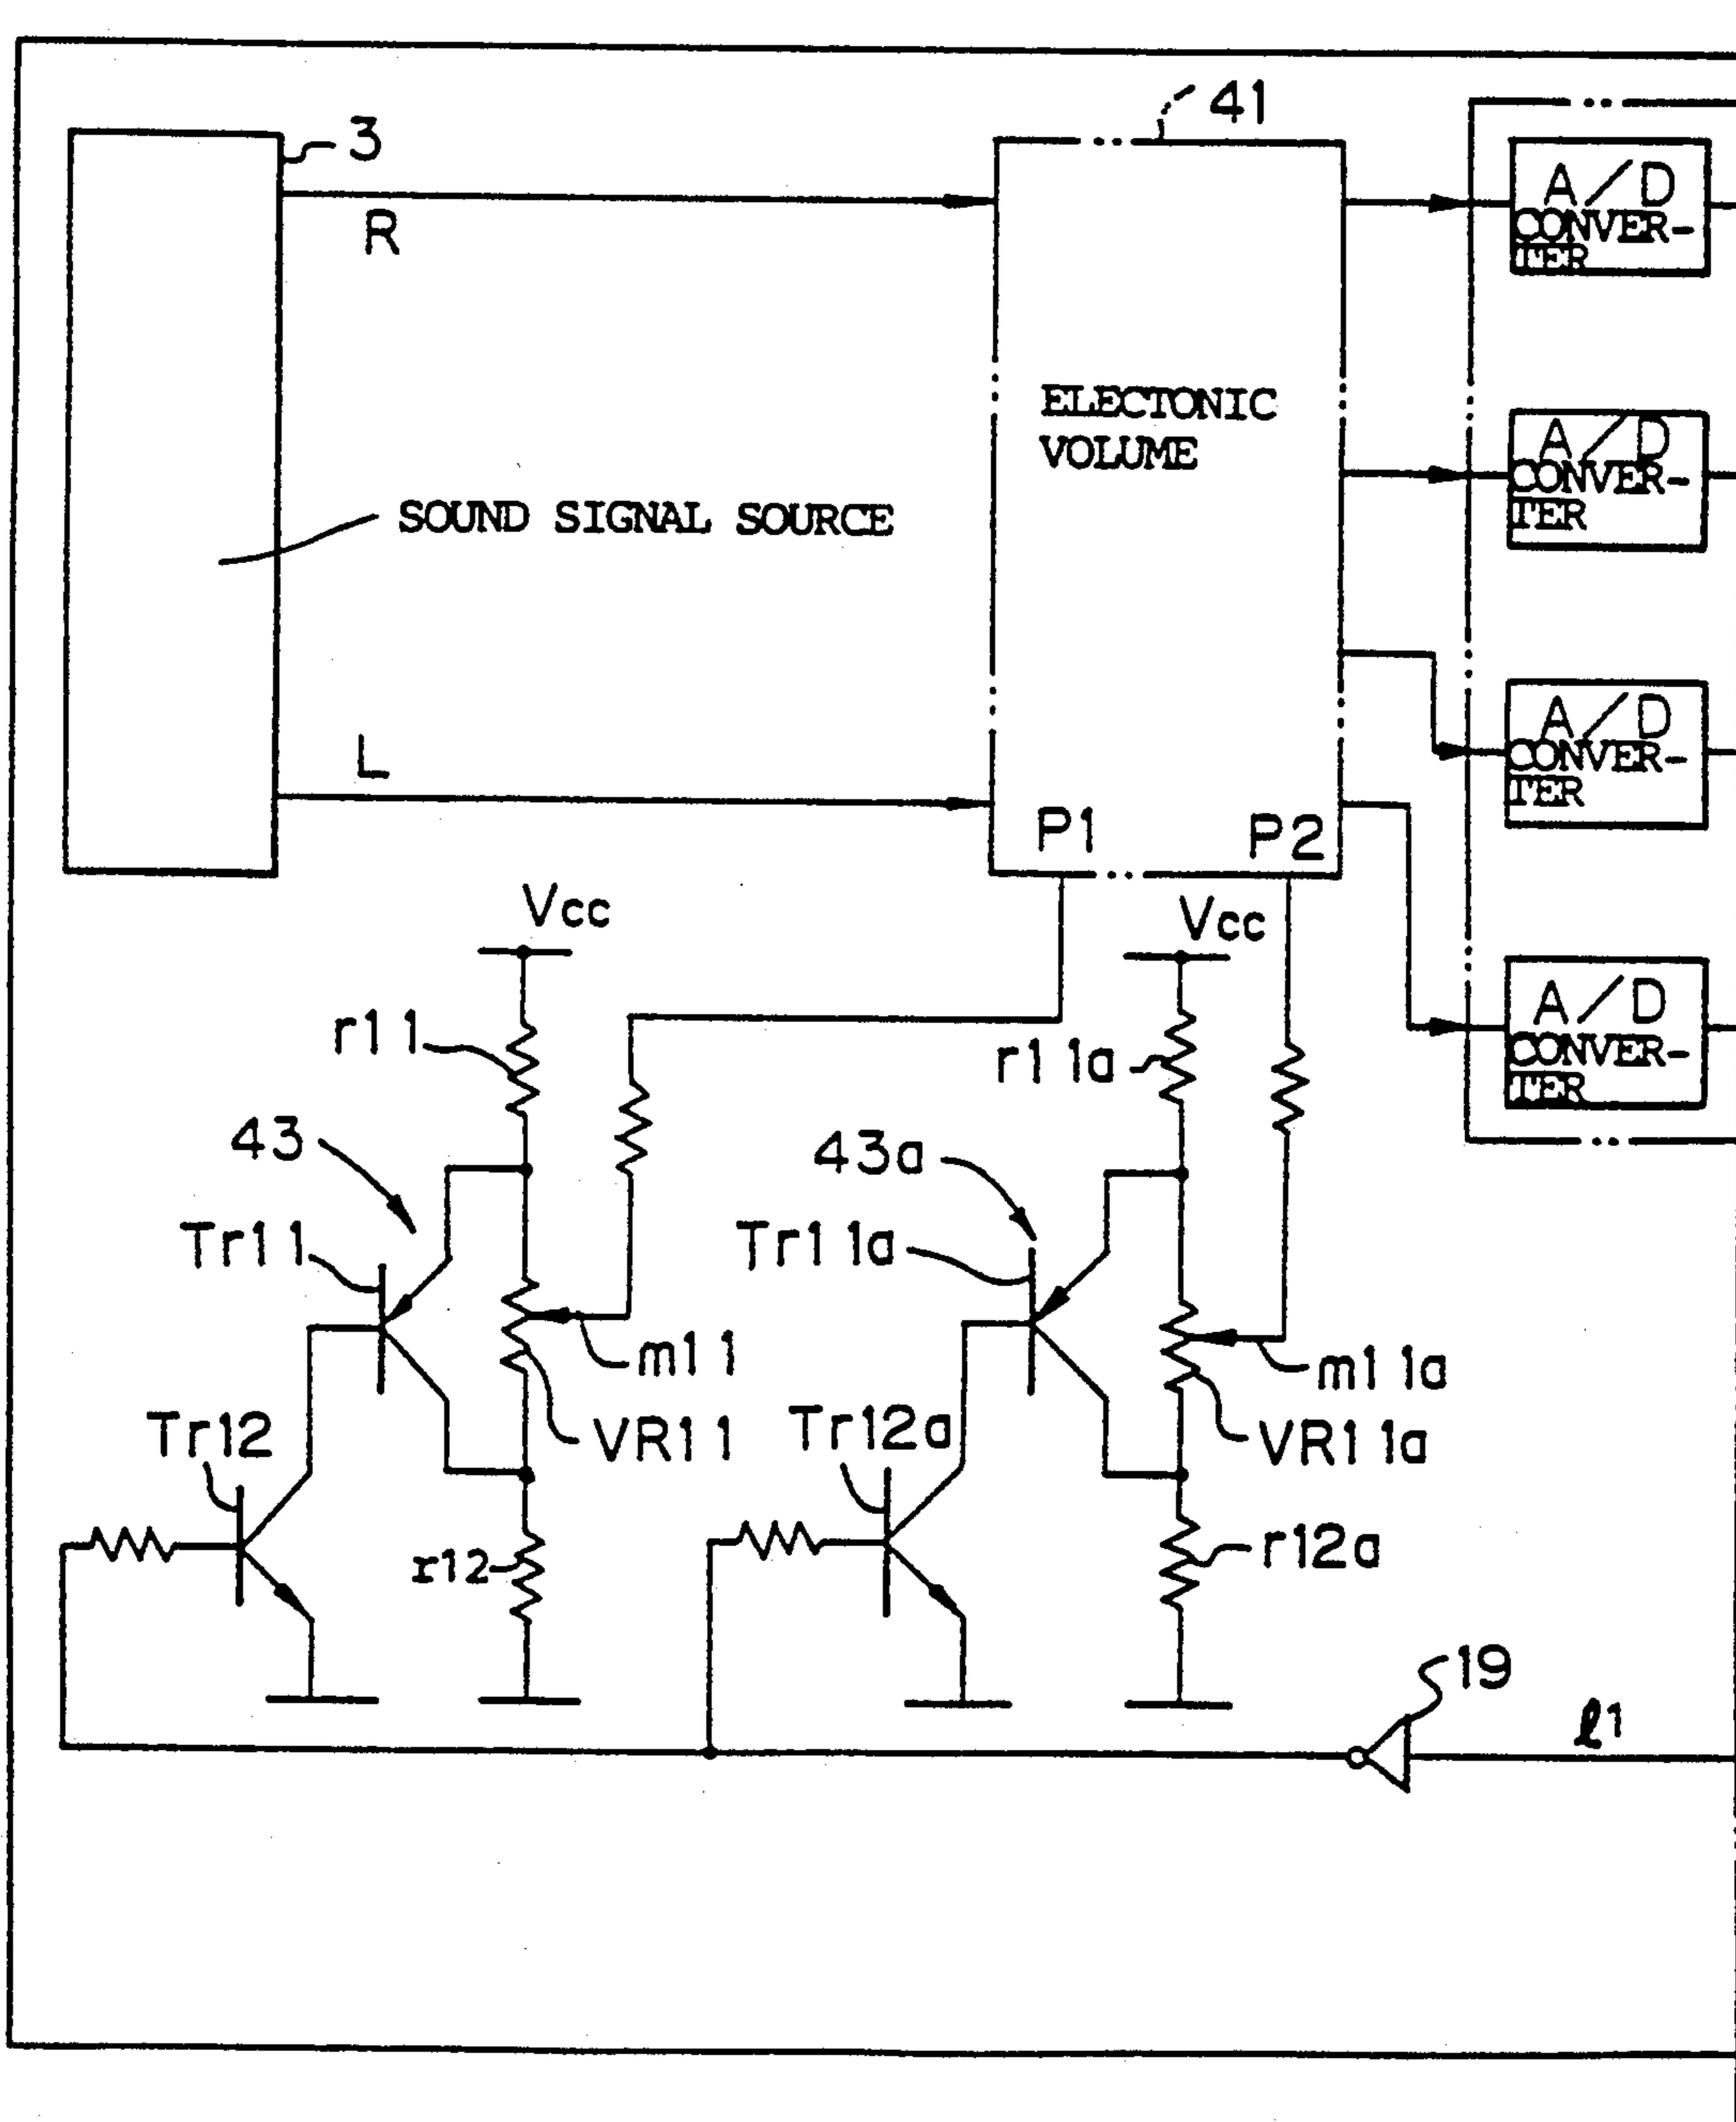 41
3
R
A/D
CONVER-
TER
ELECTONIC
VOLUME
A/D
CONVER-
TER
SOUND SIGNAL SOURCE
A/D
CONVER-
TER
L
P1
P2
Vcc
Vcc
A/D
CONVER-
TER
r11
r11a
43
43a
Tr11
Tr11a
m11
m11a
Tr12
VR11
Tr12a
VR11a
r12
r12a
19
ℓ1